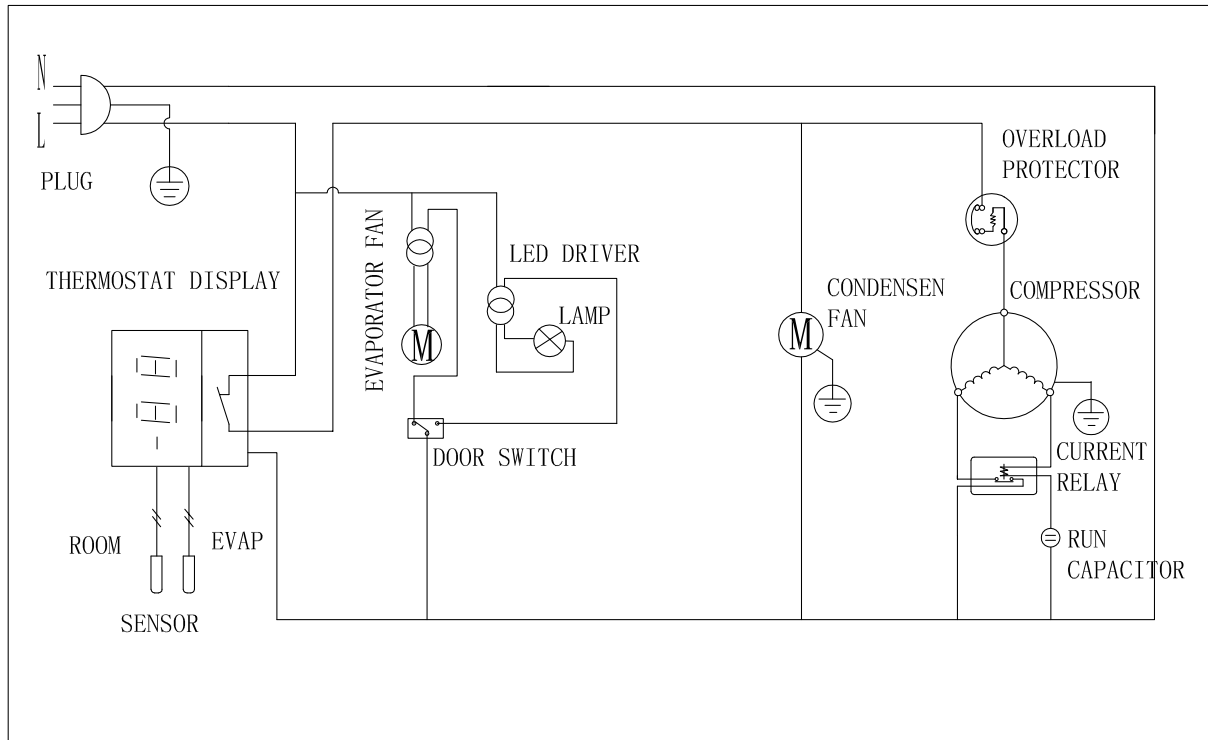 N
L
PLUG
THERMOSTAT DISPLAY
EVAPORATOR FAN
M
LED DRIVER
LAMP
DOOR SWITCH
ROOM
EVAP
SENSOR
CONDENSEN
FAN
M
OVERLOAD
PROTECTOR
COMPRESSOR
CURRENT
RELAY
RUN
CAPACITOR